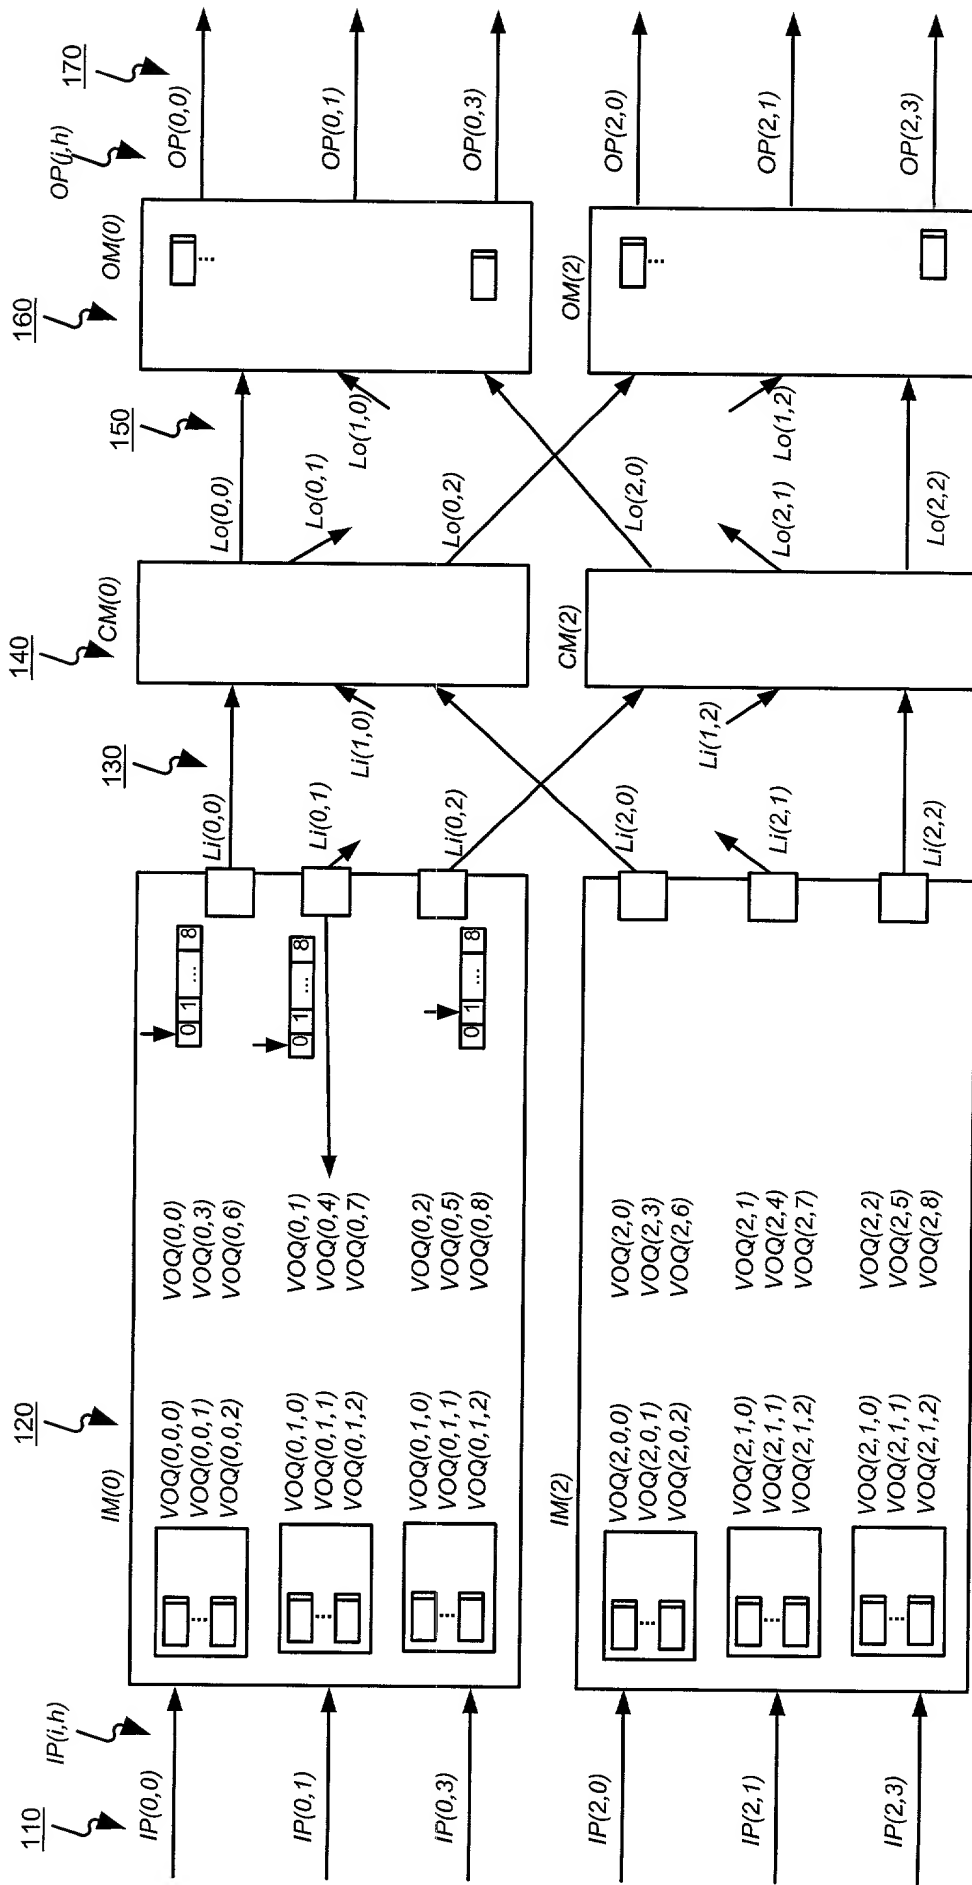 110
IP(i,h)
120
130
140
150
160
170
OP(j,h)
IM(0)
CM(0)
OM(0)
IP(0,0)
IP(0,1)
IP(0,3)
VOQ(0,0,0)
VOQ(0,0,1)
VOQ(0,0,2)
VOQ(0,1,0)
VOQ(0,1,1)
VOQ(0,1,2)
VOQ(0,1,0)
VOQ(0,1,1)
VOQ(0,1,2)
VOQ(0,0)
VOQ(0,3)
VOQ(0,6)
VOQ(0,1)
VOQ(0,4)
VOQ(0,7)
VOQ(0,2)
VOQ(0,5)
VOQ(0,8)
0 1 ... 8
0 1 ... 8
0 1 ... 8
Li(0,0)
Li(0,1)
Li(0,2)
Li(1,0)
Lo(0,0)
Lo(0,1)
Lo(0,2)
Lo(1,0)
OP(0,0)
OP(0,1)
OP(0,3)
IM(2)
CM(2)
OM(2)
IP(2,0)
IP(2,1)
IP(2,3)
VOQ(2,0,0)
VOQ(2,0,1)
VOQ(2,0,2)
VOQ(2,1,0)
VOQ(2,1,1)
VOQ(2,1,2)
VOQ(2,1,0)
VOQ(2,1,1)
VOQ(2,1,2)
VOQ(2,0)
VOQ(2,3)
VOQ(2,6)
VOQ(2,1)
VOQ(2,4)
VOQ(2,7)
VOQ(2,2)
VOQ(2,5)
VOQ(2,8)
Li(2,0)
Li(2,1)
Li(2,2)
Li(1,2)
Lo(2,0)
Lo(2,1)
Lo(2,2)
Lo(1,2)
OP(2,0)
OP(2,1)
OP(2,3)